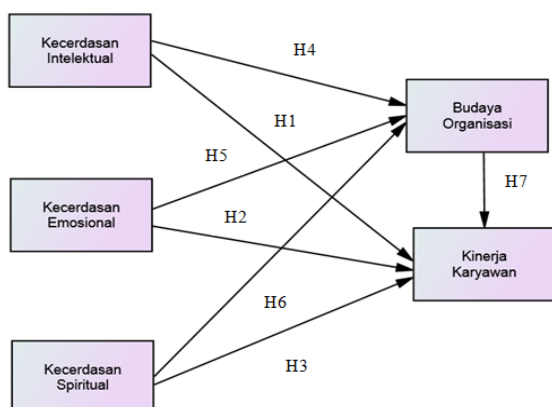 Kecerdasan
Intelektual
H4
Budaya
Organisasi
H1
H5
H7
Kecerdasan
Emosional
H2
Kinerja
Karyawan
H6
Kecerdasan
Spiritual
H3